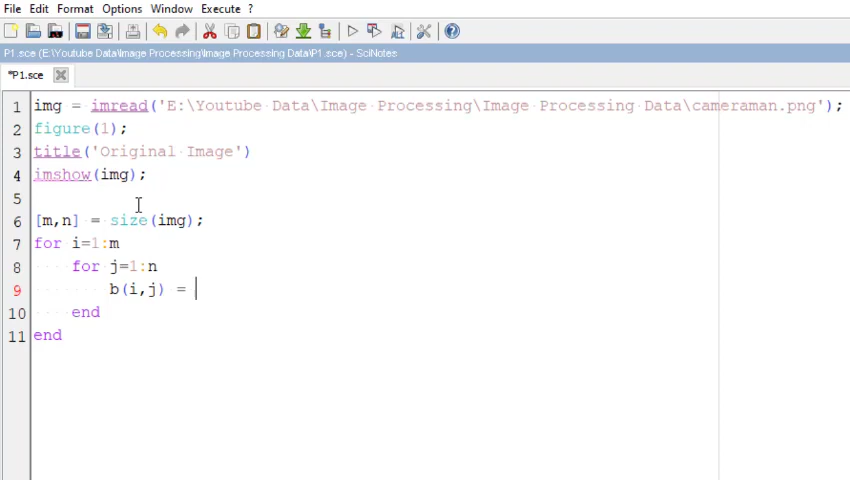 File Edit Format Options Window Execute ?
P1.sce (E:\Youtube Data\Image Processing\Image Processing Data\P1.sce) - SciNotes
*P1.sce
1 img = imread('E:\Youtube Data\Image Processing\Image Processing Data\cameraman.png');
2 figure(1);
3 title('Original Image')
4 imshow(img);
5
6 [m,n] = size(img);
7 for i=1:m
8 for j=1:n
9 b(i,j) =
10 end
11 end